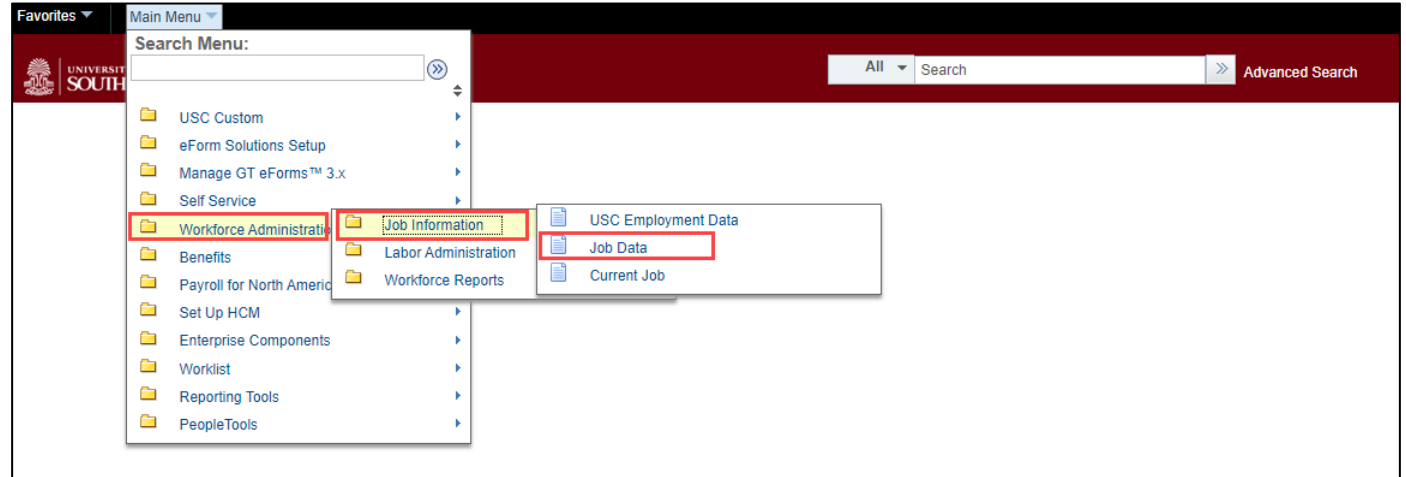 Favorites Main Menu
Search Menu:
UNIVERSIT
SOUTH
All Search Advanced Search
USC Custom
eForm Solutions Setup
Manage GT eForms™ 3.x
Self Service
Workforce Administratio
Job Information
USC Employment Data
Benefits
Labor Administration
Job Data
Payroll for North Americ
Workforce Reports
Current Job
Set Up HCM
Enterprise Components
Worklist
Reporting Tools
PeopleTools